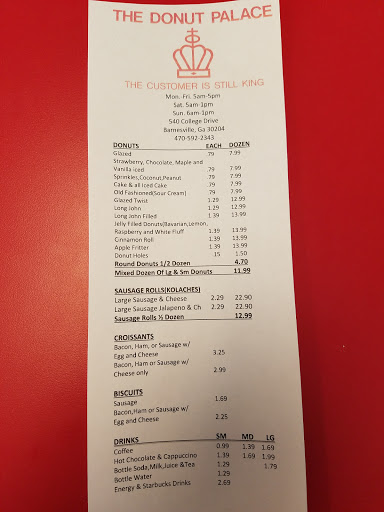 THE DONUT PALACE
THE CUSTOMER IS STILL KING
Mon. Fri. 5am-5pm
Sat. 5am-1pm
Sun. 6am-1pm
540 College Drive
Barnesville, Ga 30204
470-592-2343
DONUTS EACH DOZEN
Glazed .79 7.99
Strawberry, Chocolate, Maple and
Vanilla iced .79 7.99
Sprinkles,Coconut,Peanut .79 7.99
Cake & all Iced Cake .79 7.99
Old Fashioned(Sour Cream) .79 7.99
Glazed Twist 1.29 12.99
Long John 1.29 12.99
Long John Filled 1.39 13.99
Jelly Filled Donuts(Bavarian,Lemon,
Raspberry and White Fluff 1.39 13.99
Cinnamon Roll 1.39 13.99
Apple Fritter 1.39 13.99
Donut Holes 15 1.50
Round Donuts 1/2 Dozen 4.70
Mixed Dozen Of Lg & Sm Donuts 11.99
SAUSAGE ROLLS(KOLACHES)
Large Sausage & Cheese 2.29 22.90
Large Sausage Jalapeno & Ch 2.29 22.90
Sausage Rolls ½ Dozen 12.99
CROISSANTS
Bacon, Ham, or Sausage w/
Egg and Cheese 3.25
Bacon, Ham or Sausage w/
Cheese only 2.99
BISCUITS
Sausage 1.69
Bacon,Ham or Sausage w/
Egg and Cheese 2.25
DRINKS SM MD LG
Coffee 0.99 1.39 1.69
Hot Chocolate & Cappuccino 1.39 1.69 1.99
Bottle Soda,Milk,Juice &Tea 1.29 1.79
Bottle Water 1.29
Energy & Starbucks Drinks 2.69